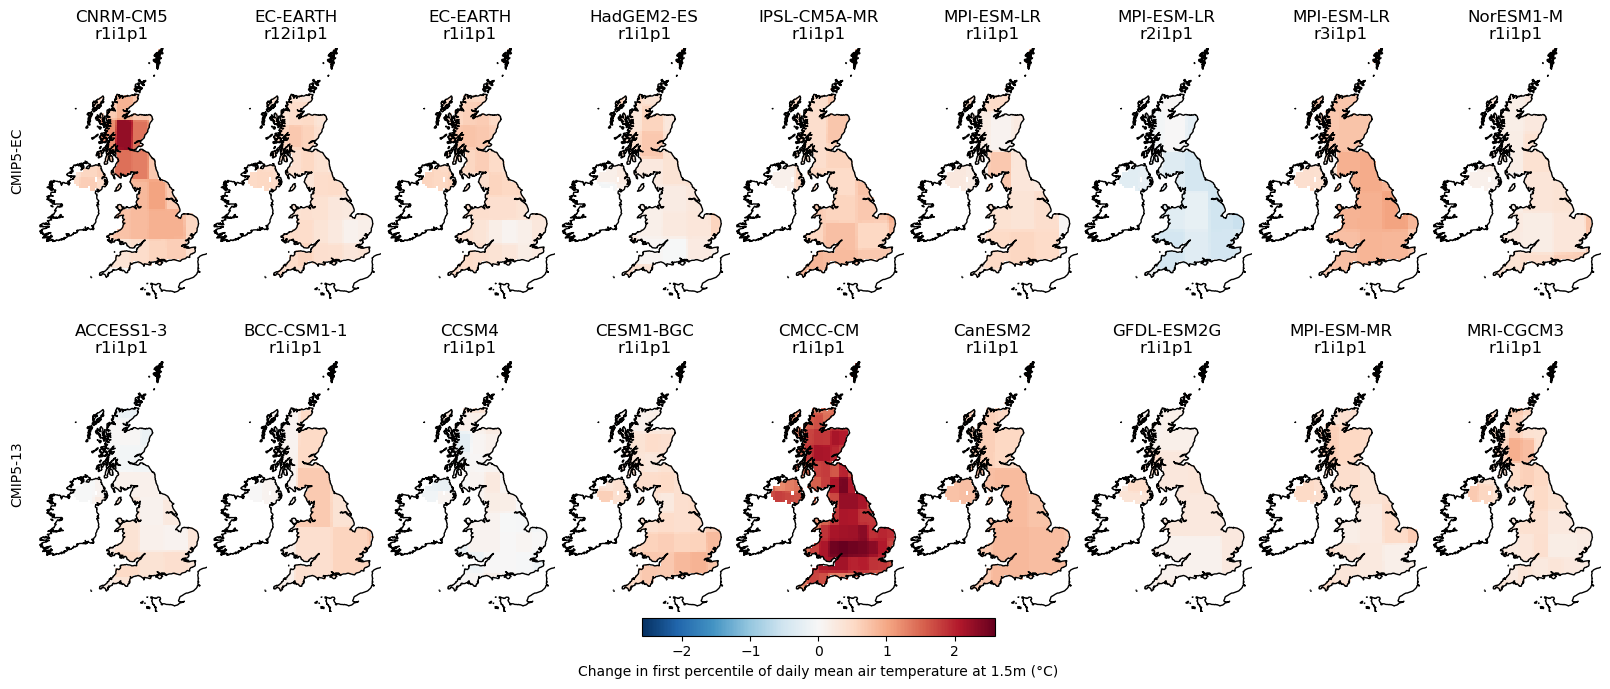 CNRM-CM5 EC-EARTH EC-EARTH HadGEM2-ES IPSL-CM5A-MR MPI-ESM-LR MPI-ESM-LR MPI-ESM-LR NorESM1-M
r1i1p1 r12i1p1 r1i1p1 r1i1p1 r1i1p1 r1i1p1 r2i1p1 r3i1p1 r1i1p1
CMIP5-EC
ACCESS1-3 BCC-CSM1-1 CCSM4 CESM1-BGC CMCC-CM CanESM2 GFDL-ESM2G MPI-ESM-MR MRI-CGCM3
r1i1p1 r1i1p1 r1i1p1 r1i1p1 r1i1p1 r1i1p1 r1i1p1 r1i1p1 r1i1p1
CMIP5-13
−2 −1 0 1 2
Change in first percentile of daily mean air temperature at 1.5m (°C)